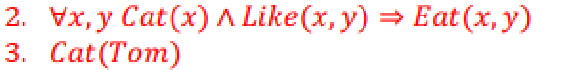 2. ∀x, y Cat(x) ∧ Like(x, y) ⇒ Eat(x, y)
3. Cat(Tom)